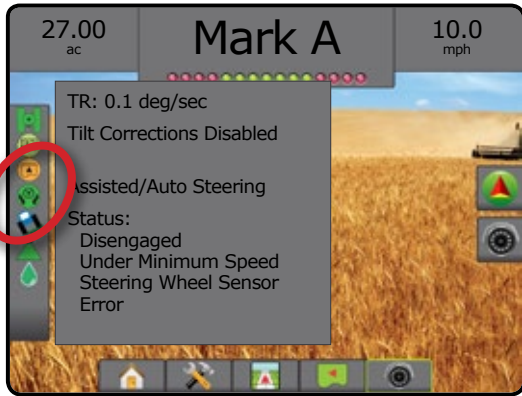 27.00
ac
Mark A
10.0
mph
TR: 0.1 deg/sec
Tilt Corrections Disabled
Assisted/Auto Steering
Status:
Disengaged
Under Minimum Speed
Steering Wheel Sensor
Error